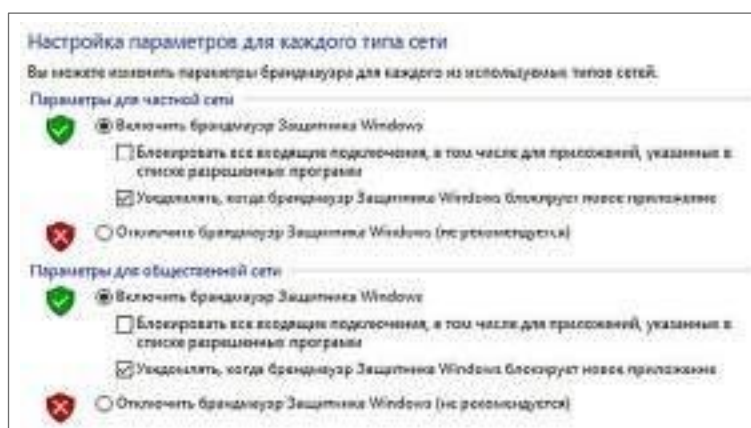 Настройка параметров для каждого типа сети
Вы можете изменить параметры брандмауэра для каждого из используемых типов сетей.
Параметры для частной сети
Включить брандмауэр Защитника Windows
Блокировать все входящие подключения, в том числе для приложений, указанных в
списке разрешенных программ
Уведомлять, когда брандмауэр Защитника Windows блокирует новое приложение
Отключить брандмауэр Защитника Windows (не рекомендуется)
Параметры для общественной сети
Включить брандмауэр Защитника Windows
Блокировать все входящие подключения, в том числе для приложений, указанных в
списке разрешенных программ
Уведомлять, когда брандмауэр Защитника Windows блокирует новое приложение
Отключить брандмауэр Защитника Windows (не рекомендуется)